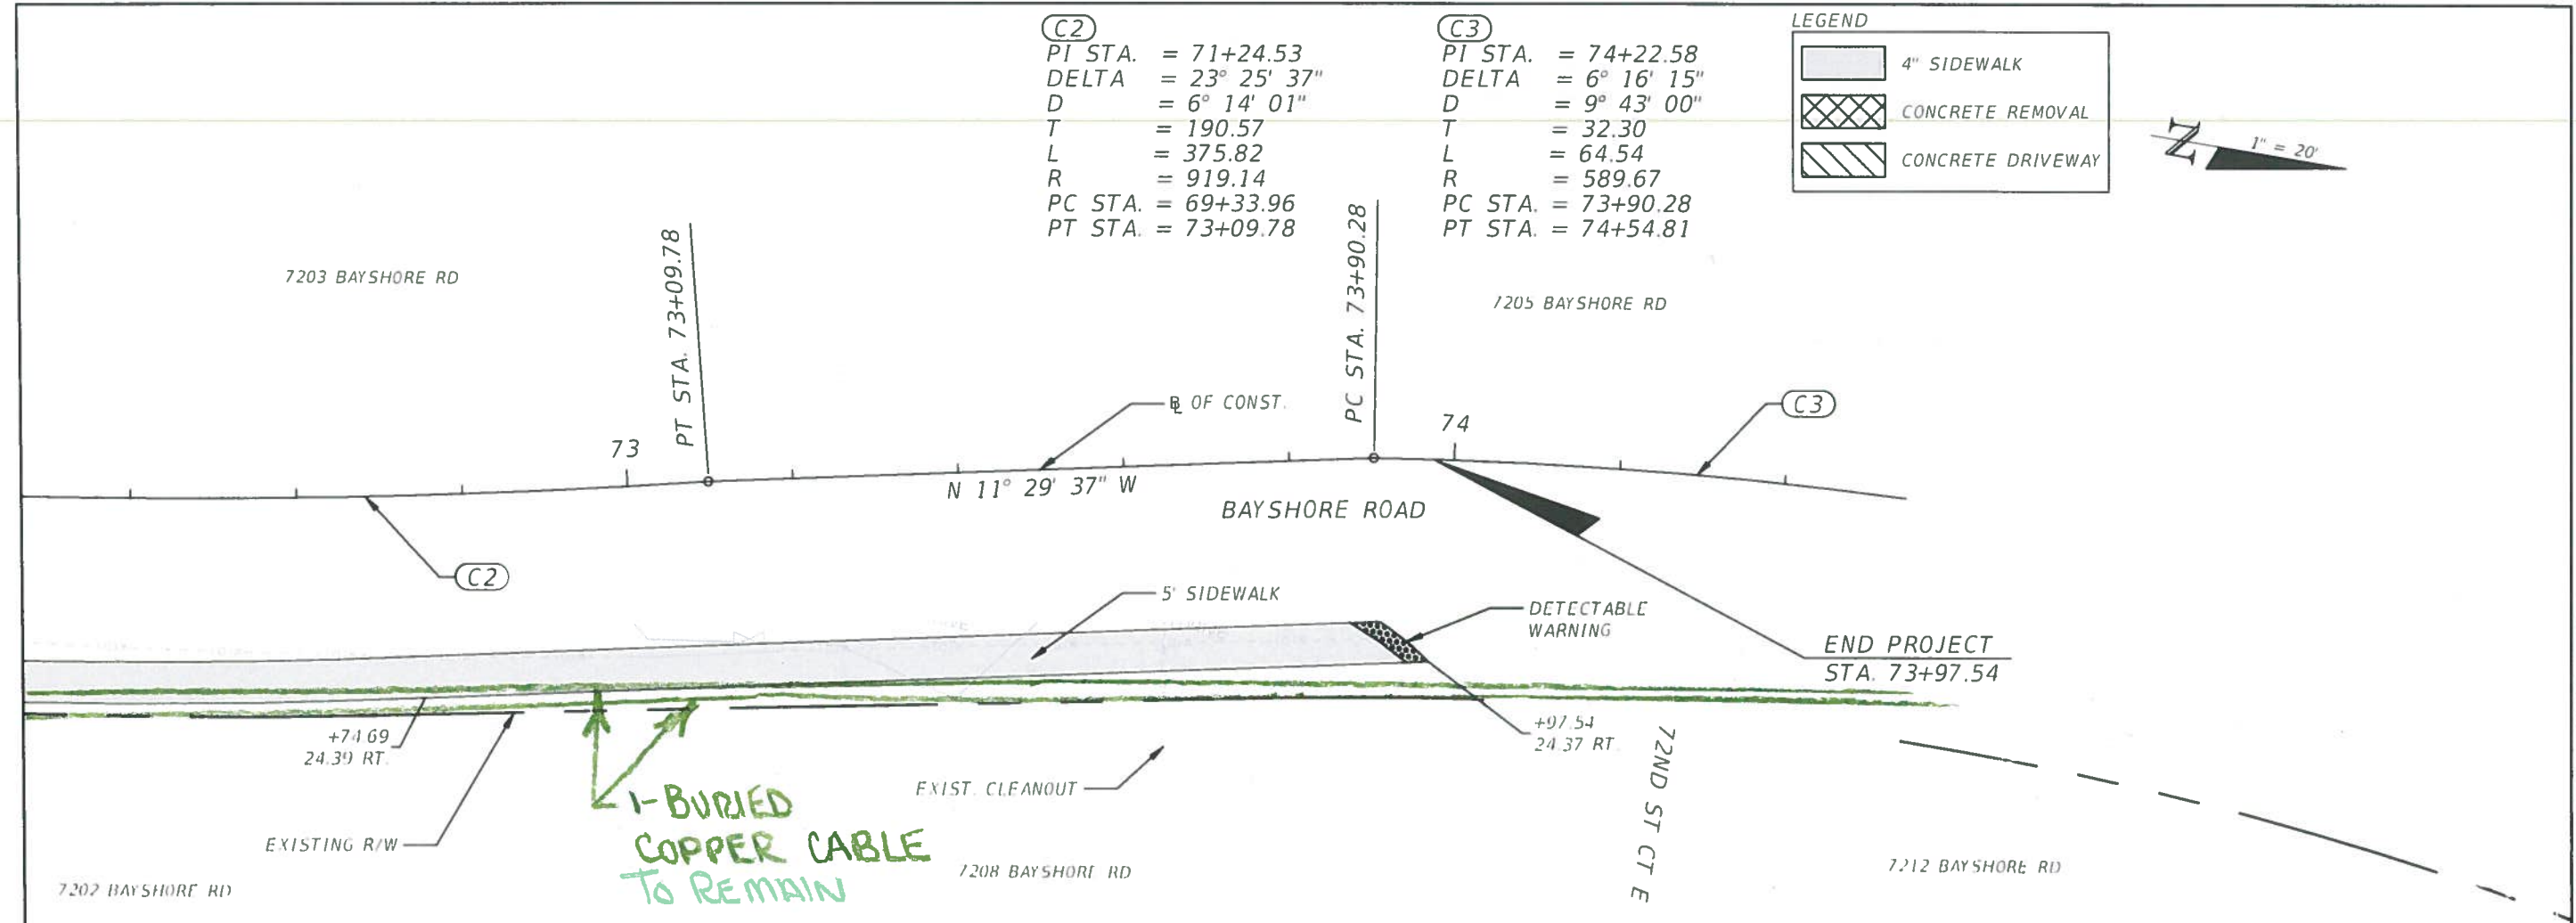 C2
PI STA. = 71+24.53
DELTA = 23° 25' 37"
D = 6° 14' 01"
T = 190.57
L = 375.82
R = 919.14
PC STA. = 69+33.96
PT STA. = 73+09.78
C3
PI STA. = 74+22.58
DELTA = 6° 16' 15"
D = 9° 43' 00"
T = 32.30
L = 64.54
R = 589.67
PC STA. = 73+90.28
PT STA. = 74+54.81
LEGEND
4" SIDEWALK
CONCRETE REMOVAL
CONCRETE DRIVEWAY
N
1" = 20'
7203 BAYSHORE RD
PT STA. 73+09.78
PC STA. 73+90.28
7205 BAYSHORE RD
73
℄ OF CONST.
74
C3
N 11° 29' 37" W
BAYSHORE ROAD
C2
5' SIDEWALK
DETECTABLE
WARNING
END PROJECT
STA. 73+97.54
+74.69
24.39 RT.
+97.54
24.37 RT.
72ND ST CT E
EXISTING R/W
1-BURIED
COPPER CABLE
TO REMAIN
EXIST. CLEANOUT
7202 BAYSHORE RD
7208 BAYSHORE RD
7212 BAYSHORE RD